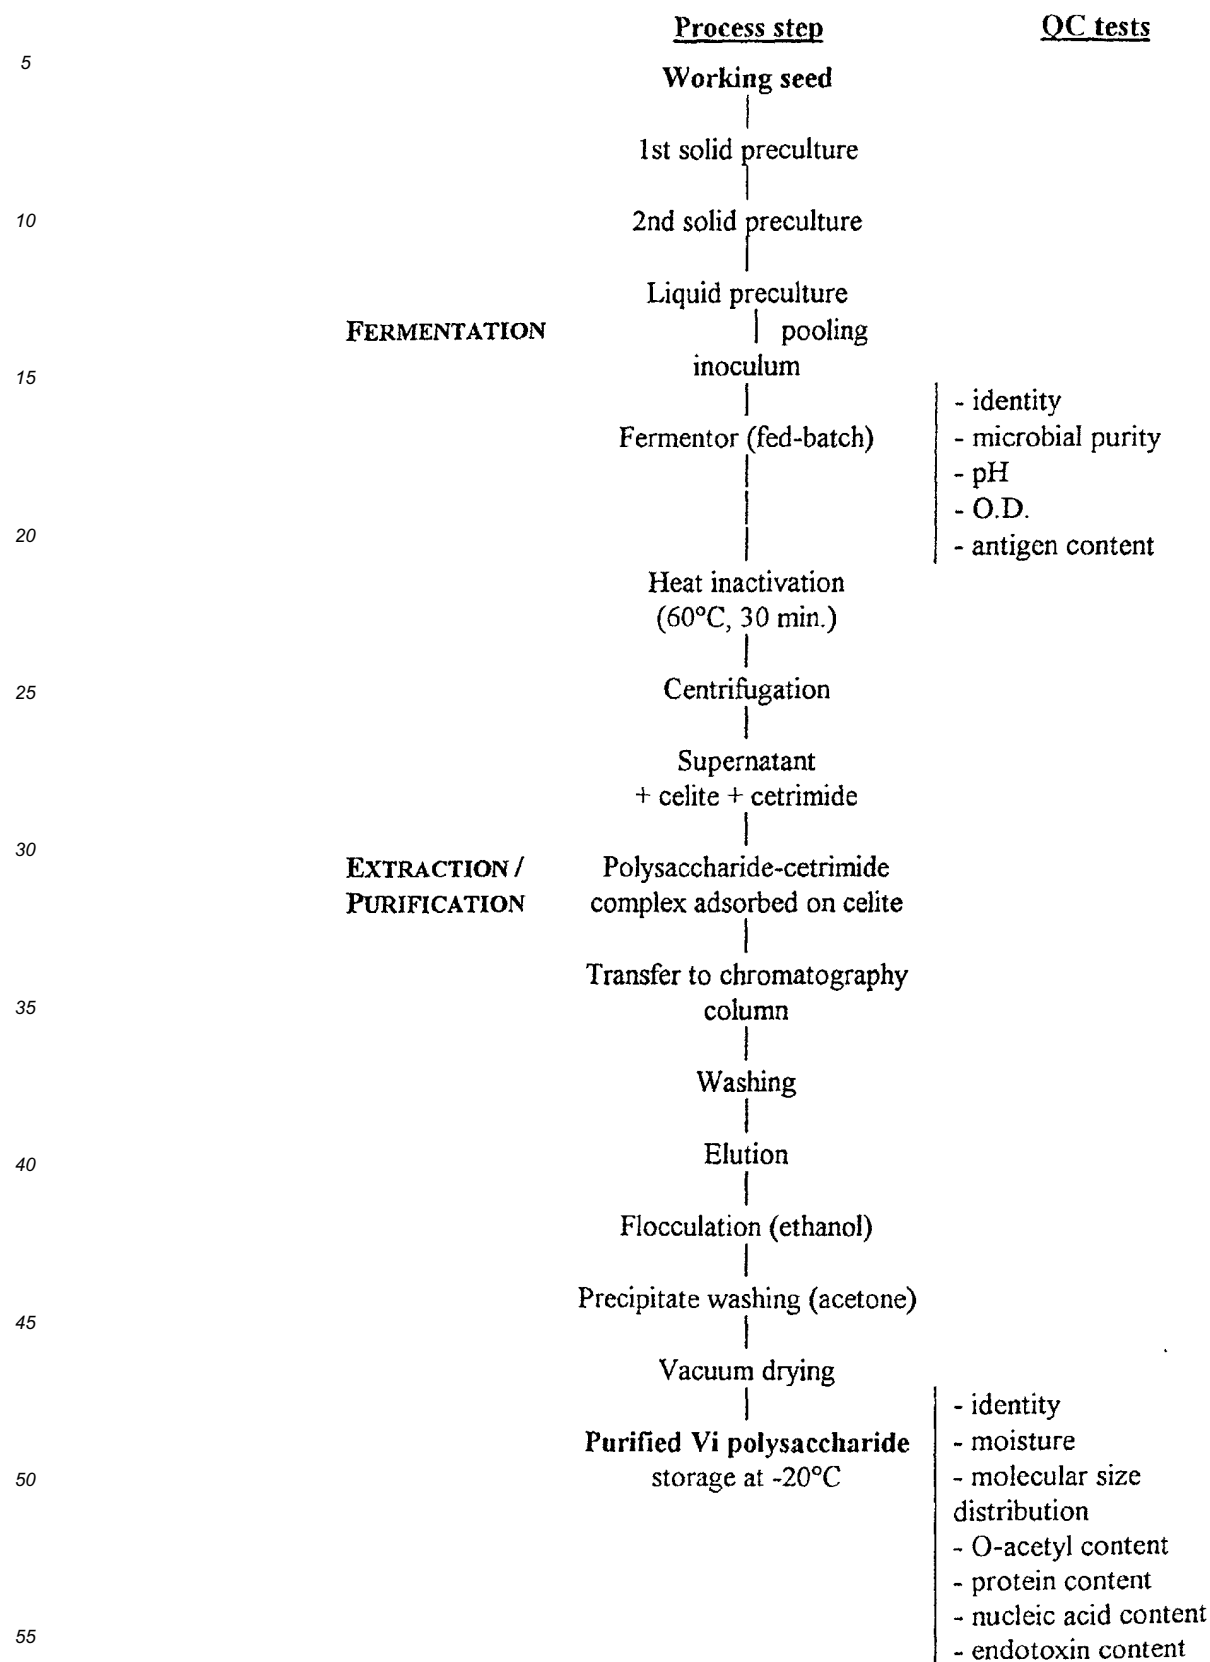 Process step QC tests
5
Working seed
1st solid preculture
10
2nd solid preculture
Liquid preculture
FERMENTATION | pooling
inoculum
15
- identity
Fermentor (fed-batch) - microbial purity
- pH
- O.D.
20
- antigen content
Heat inactivation
(60°C, 30 min.)
25
Centrifugation
Supernatant
+ celite + cetrimide
30
EXTRACTION / Polysaccharide-cetrimide
PURIFICATION complex adsorbed on celite
Transfer to chromatography
35
column
Washing
40
Elution
Flocculation (ethanol)
Precipitate washing (acetone)
45
Vacuum drying
- identity
Purified Vi polysaccharide - moisture
50
storage at -20°C - molecular size
distribution
- O-acetyl content
- protein content
- nucleic acid content
55
- endotoxin content